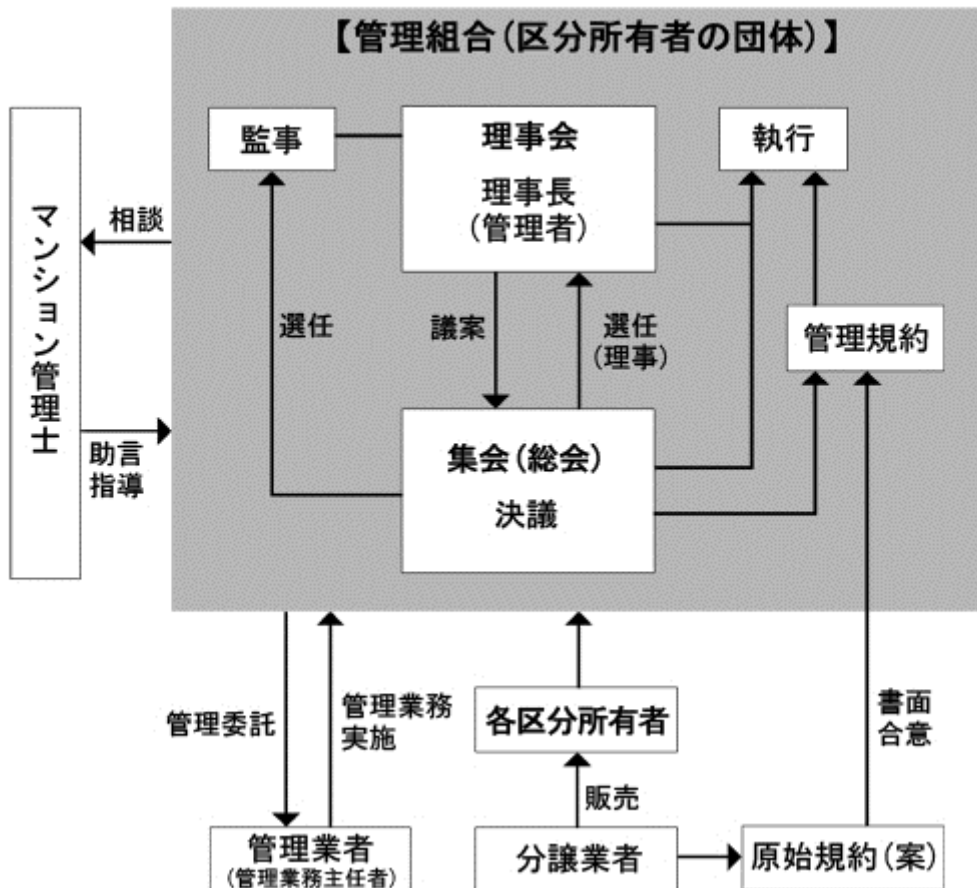 【管理組合(区分所有者の団体)】
監事
理事会
理事長
(管理者)
執行
マンション管理士
相談
選任
議案
選任
(理事)
管理規約
助言
指導
集会(総会)
決議
管理委託
管理業務
実施
各区分所有者
書面
合意
販売
管理業者
(管理業務主任者)
分譲業者
原始規約(案)